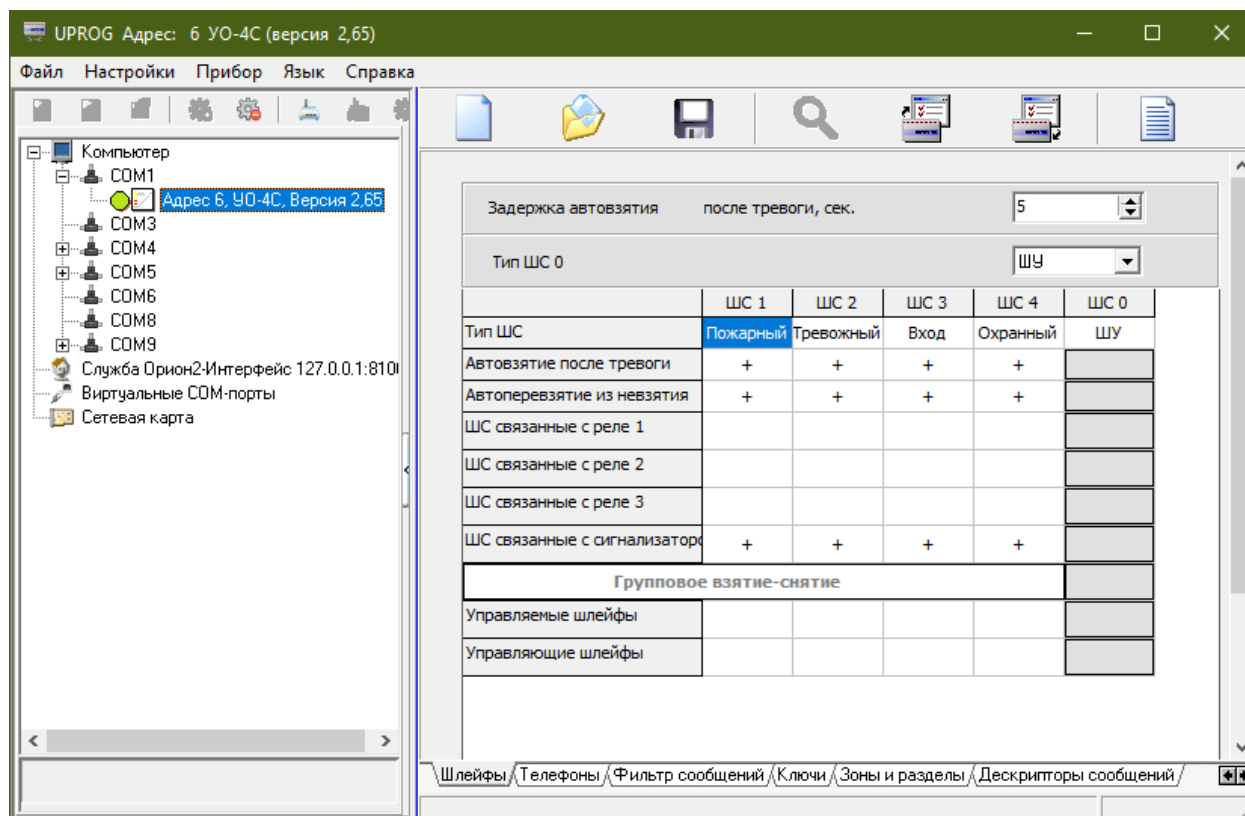 UPROG Адрес: 6 УО-4С (версия 2,65)
Файл Настройки Прибор Язык Справка
Компьютер
COM1
Адрес 6, УО-4С, Версия 2,65
COM3
COM4
COM5
COM6
COM8
COM9
Служба Орион2-Интерфейс 127.0.0.1:810
Виртуальные COM-порты
Сетевая карта
Задержка автовзятия после тревоги, сек. 5
Тип ШС 0 ШУ
ШС 1 ШС 2 ШС 3 ШС 4 ШС 0
Тип ШС Пожарный Тревожный Вход Охранный ШУ
Автовзятие после тревоги + + + +
Автоперевзятие из невзятия + + + +
ШС связанные с реле 1
ШС связанные с реле 2
ШС связанные с реле 3
ШС связанные с сигнализаторо + + + +
Групповое взятие-снятие
Управляемые шлейфы
Управляющие шлейфы
Шлейфы Телефоны Фильтр сообщений Ключи Зоны и разделы Дескрипторы сообщений